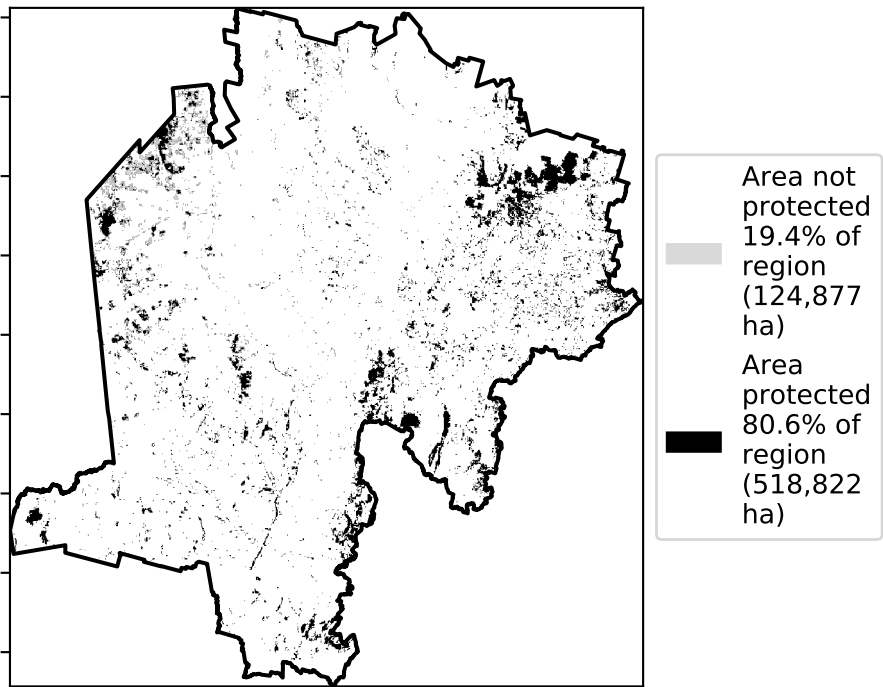 Area not
protected
19.4% of
region
(124,877
ha)
Area
protected
80.6% of
region
(518,822
ha)